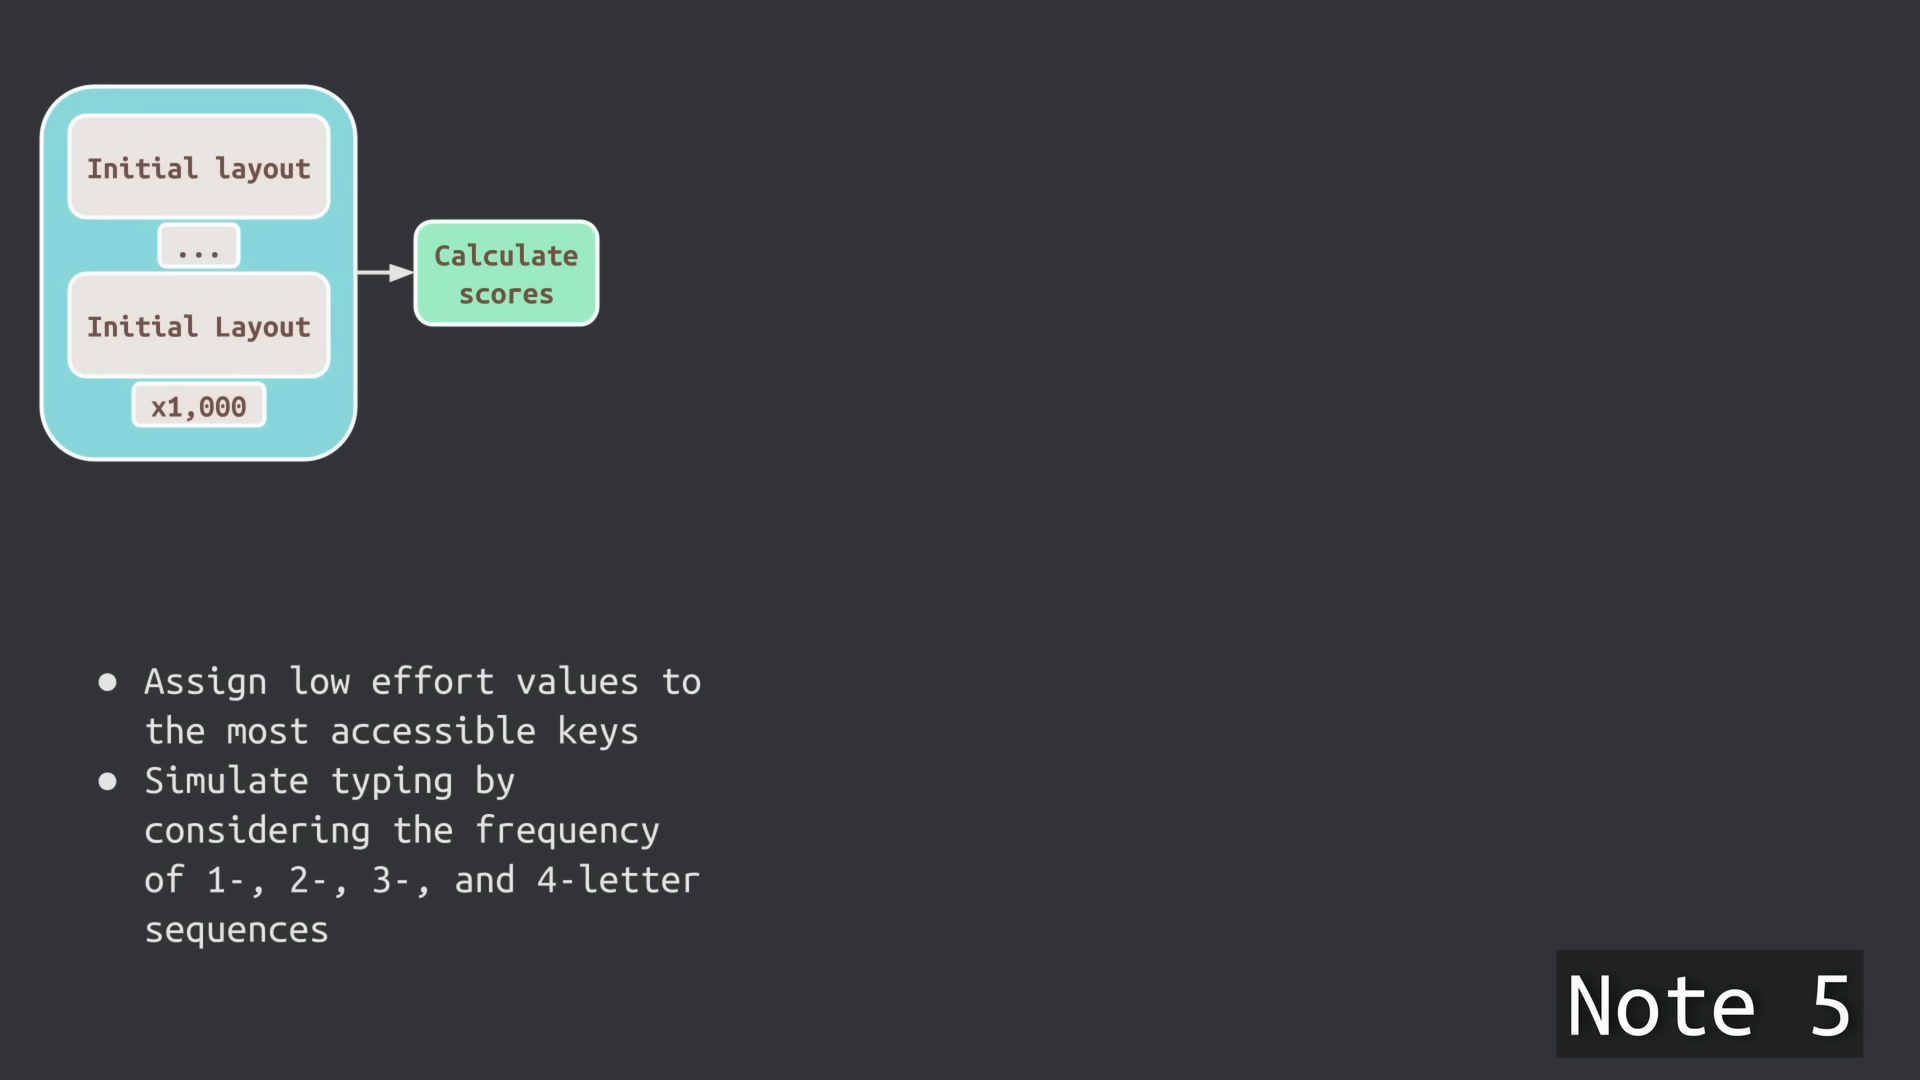 Initial layout
...
Initial Layout
x1,000
Calculate
scores
● Assign low effort values to
the most accessible keys
● Simulate typing by
considering the frequency
of 1-, 2-, 3-, and 4-letter
sequences
Note 5